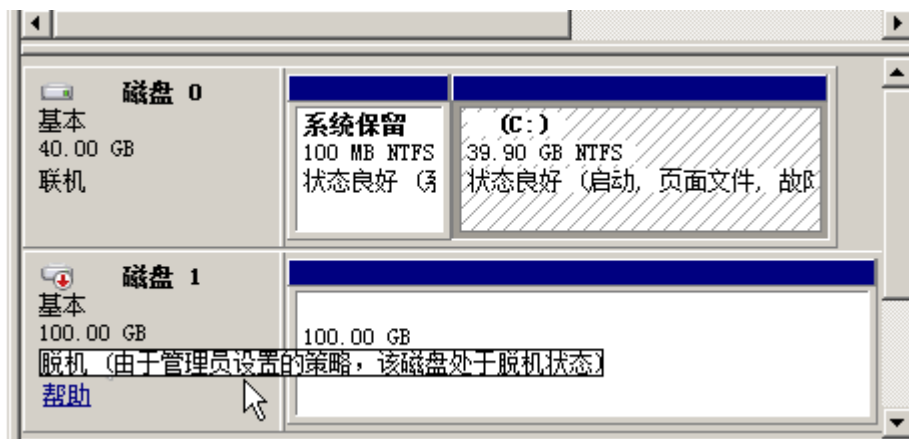 磁盘 0
基本
40.00 GB
联机
系统保留
100 MB NTFS
状态良好 (系
(C:)
39.90 GB NTFS
状态良好 (启动, 页面文件, 故障
磁盘 1
基本
100.00 GB
脱机 (由于管理员设置的策略，该磁盘处于脱机状态)
帮助
100.00 GB